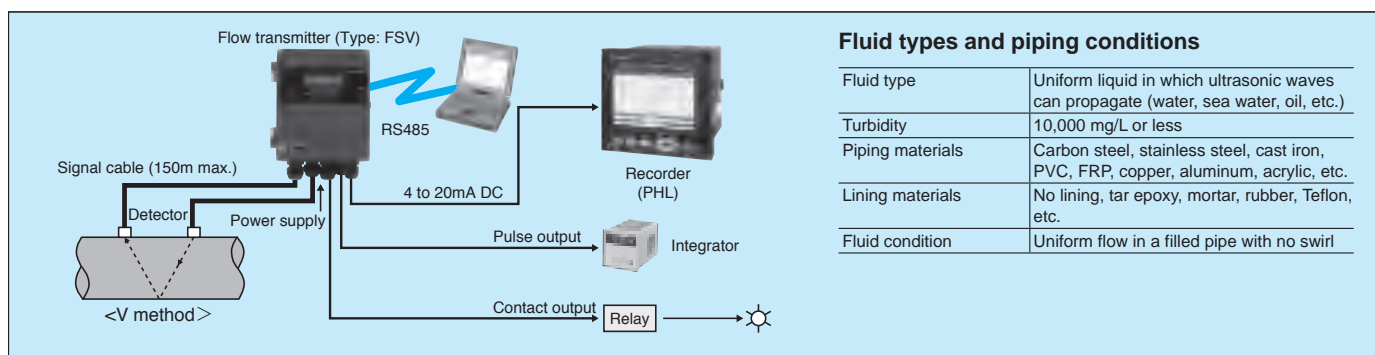 Flow transmitter (Type: FSV)
RS485
Signal cable (150m max.)
Detector
Power supply
4 to 20mA DC
Recorder
(PHL)
Pulse output
Integrator
Contact output
Relay
<V method>
Fluid types and piping conditions
Fluid type
Uniform liquid in which ultrasonic waves
can propagate (water, sea water, oil, etc.)
Turbidity
10,000 mg/L or less
Piping materials
Carbon steel, stainless steel, cast iron,
PVC, FRP, copper, aluminum, acrylic, etc.
Lining materials
No lining, tar epoxy, mortar, rubber, Teflon,
etc.
Fluid condition
Uniform flow in a filled pipe with no swirl